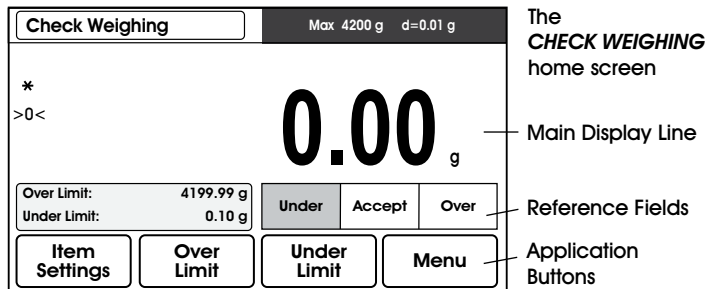 Check Weighing
Max 4200 g d=0.01 g
*
>0<
0.00 g
Over Limit: 4199.99 g
Under Limit: 0.10 g
Under Accept Over
Item
Settings
Over
Limit
Under
Limit
Menu
The
CHECK WEIGHING
home screen
Main Display Line
Reference Fields
Application
Buttons